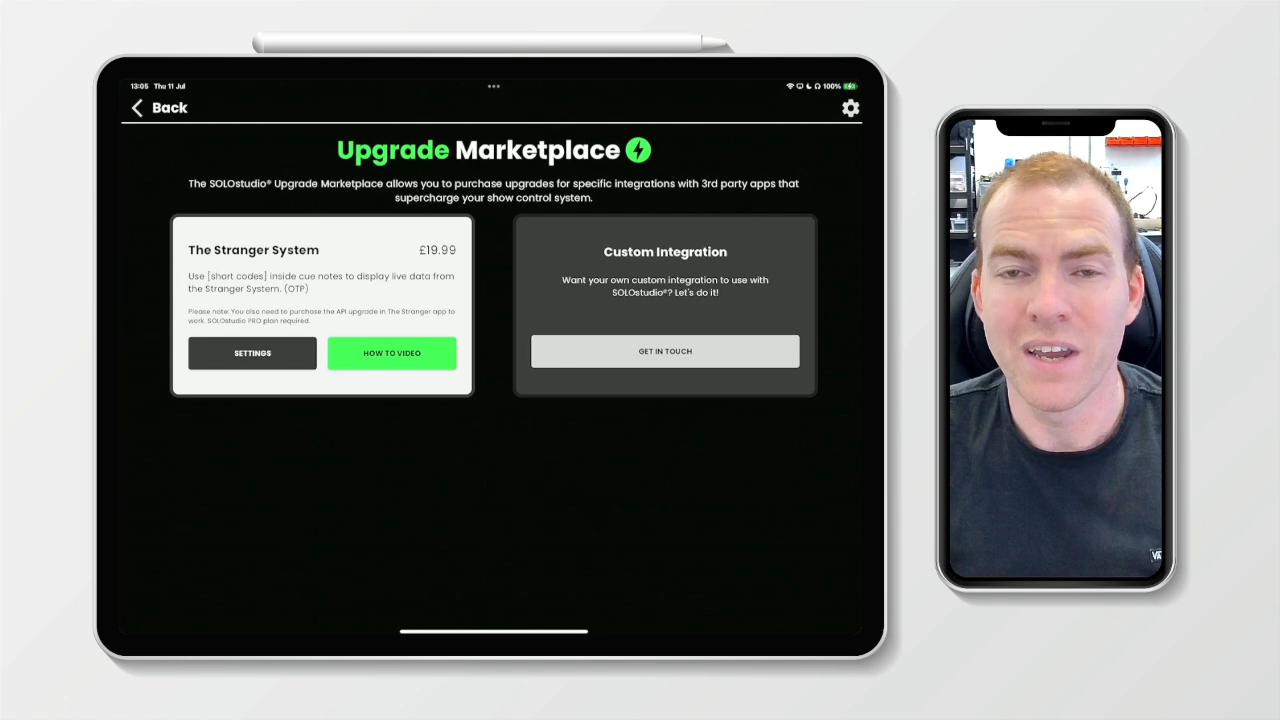 13:05 Thu 11 Jul
100%
Back
Upgrade Marketplace
The SOLOstudio® Upgrade Marketplace allows you to purchase upgrades for specific integrations with 3rd party apps that
supercharge your show control system.
The Stranger System £19.99
Use [short codes] inside cue notes to display live data from
the Stranger System. (OTP)
Please note: You also need to purchase the API upgrade in The Stranger app to
work. SOLOstudio PRO plan required.
SETTINGS
HOW TO VIDEO
Custom Integration
Want your own custom integration to use with
SOLOstudio®? Let's do it!
GET IN TOUCH